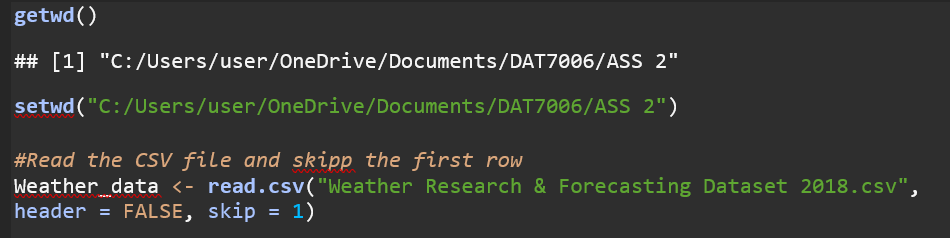 getwd()
## [1] "C:/Users/user/OneDrive/Documents/DAT7006/ASS 2"
setwd("C:/Users/user/OneDrive/Documents/DAT7006/ASS 2")
#Read the CSV file and skipp the first row
Weather_data <- read.csv("Weather Research & Forecasting Dataset 2018.csv",
header = FALSE, skip = 1)